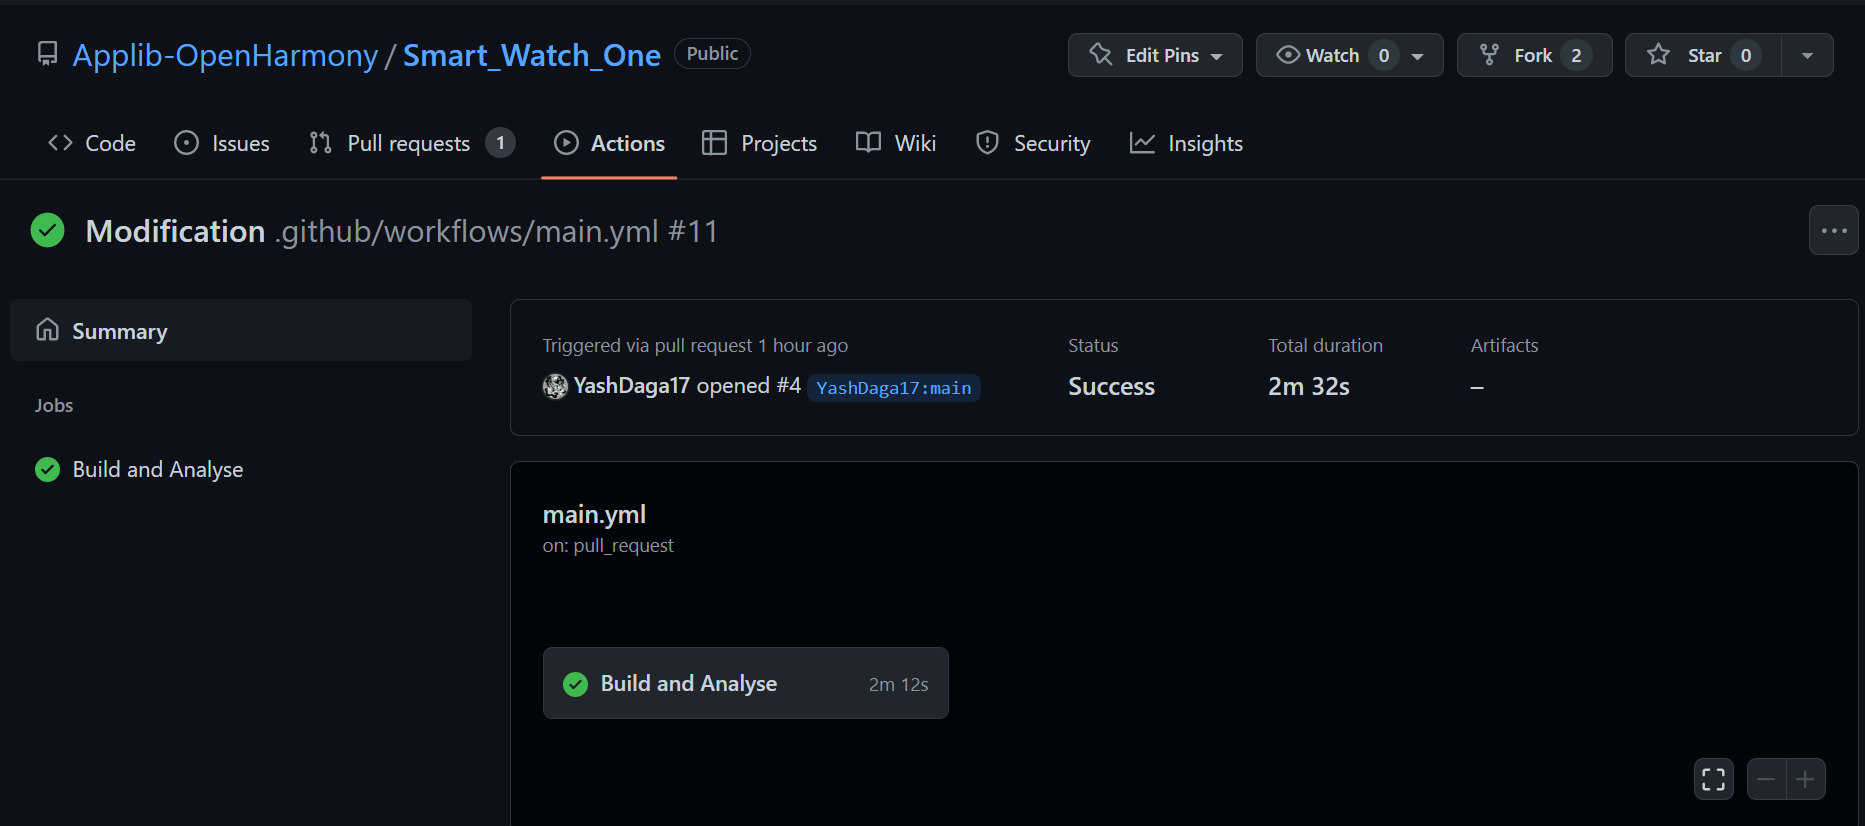 Applib-OpenHarmony / Smart_Watch_One Public Edit Pins Watch 0 Fork 2 Star 0
Code Issues Pull requests 1 Actions Projects Wiki Security Insights
Modification .github/workflows/main.yml #11
Summary
Jobs
Build and Analyse
Triggered via pull request 1 hour ago
YashDaga17 opened #4 YashDaga17:main
Status
Success
Total duration
2m 32s
Artifacts
–
main.yml
on: pull_request
Build and Analyse 2m 12s